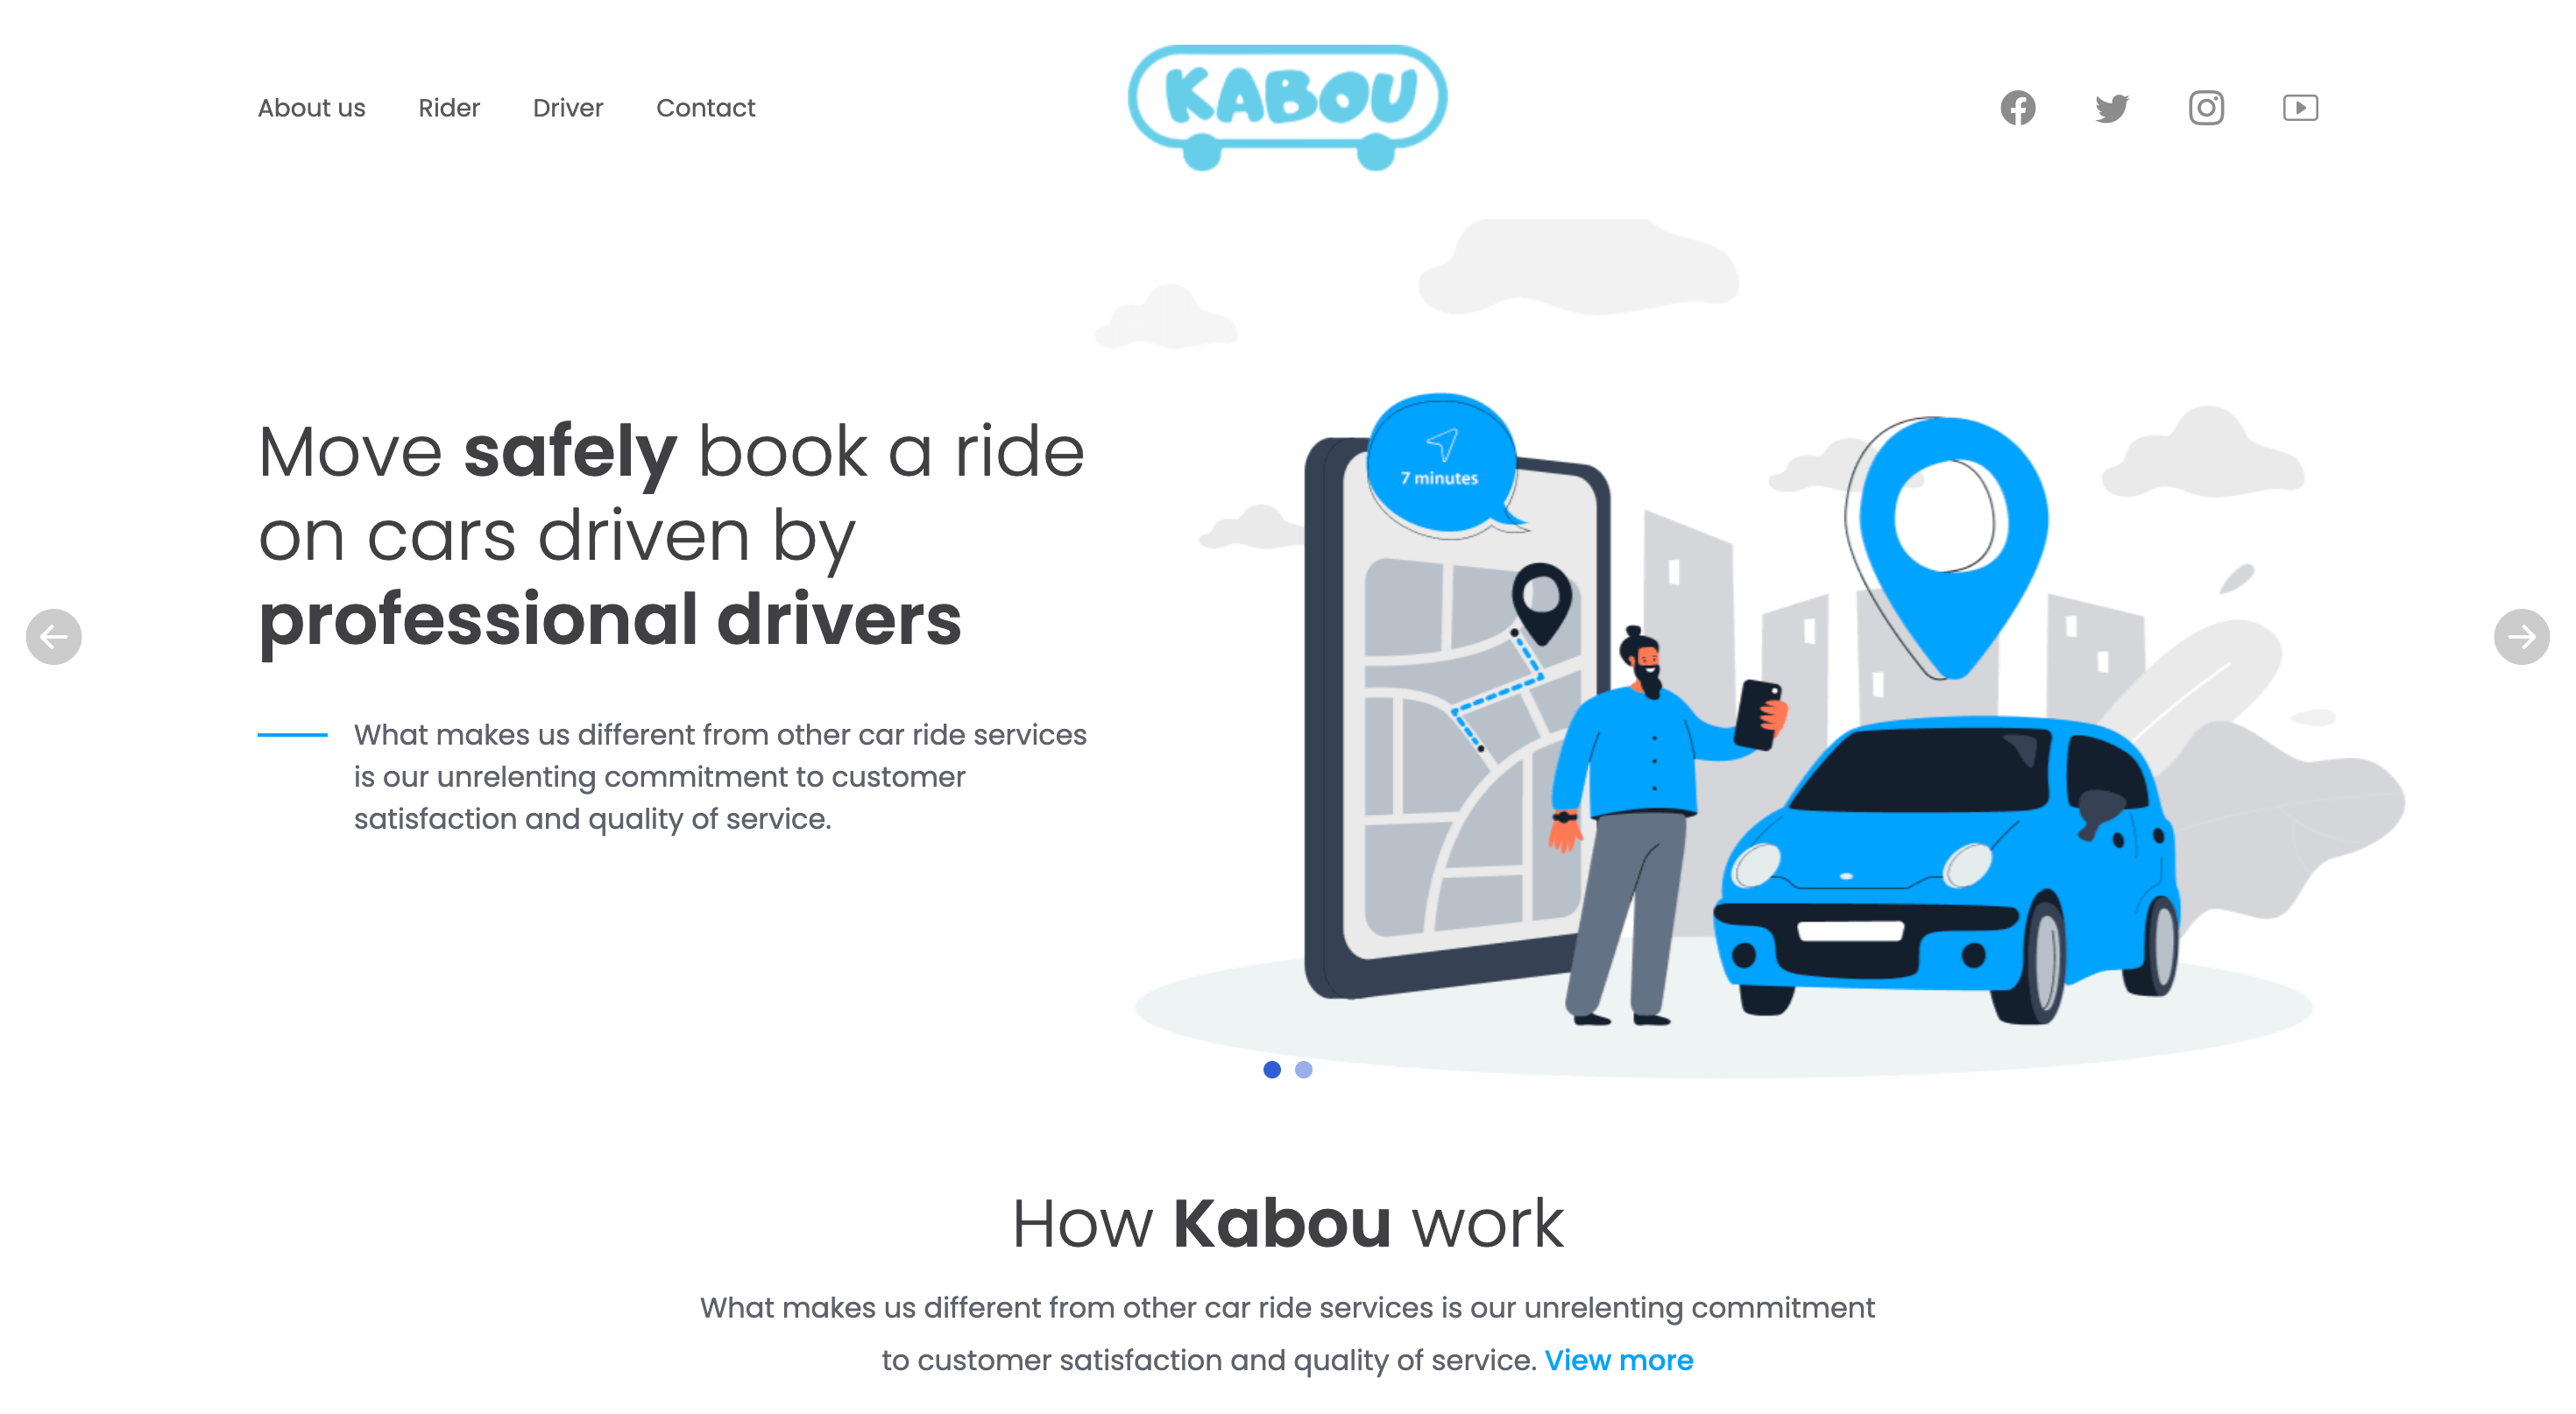 About us
Rider
Driver
Contact
KABOU
Move safely book a ride
on cars driven by
professional drivers
What makes us different from other car ride services
is our unrelenting commitment to customer
satisfaction and quality of service.
7 minutes
How Kabou work
What makes us different from other car ride services is our unrelenting commitment
to customer satisfaction and quality of service. View more